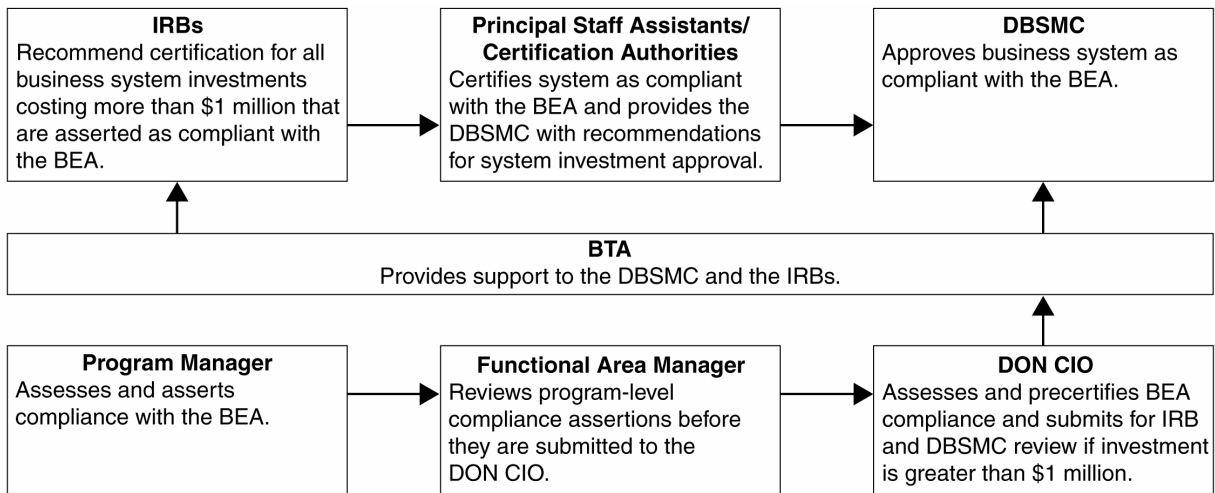 IRBs
Recommend certification for all
business system investments
costing more than $1 million that
are asserted as compliant with
the BEA.
Principal Staff Assistants/
Certification Authorities
Certifies system as compliant
with the BEA and provides the
DBSMC with recommendations
for system investment approval.
DBSMC
Approves business system as
compliant with the BEA.
BTA
Provides support to the DBSMC and the IRBs.
Program Manager
Assesses and asserts
compliance with the BEA.
Functional Area Manager
Reviews program-level
compliance assertions before
they are submitted to the
DON CIO.
DON CIO
Assesses and precertifies BEA
compliance and submits for IRB
and DBSMC review if investment
is greater than $1 million.